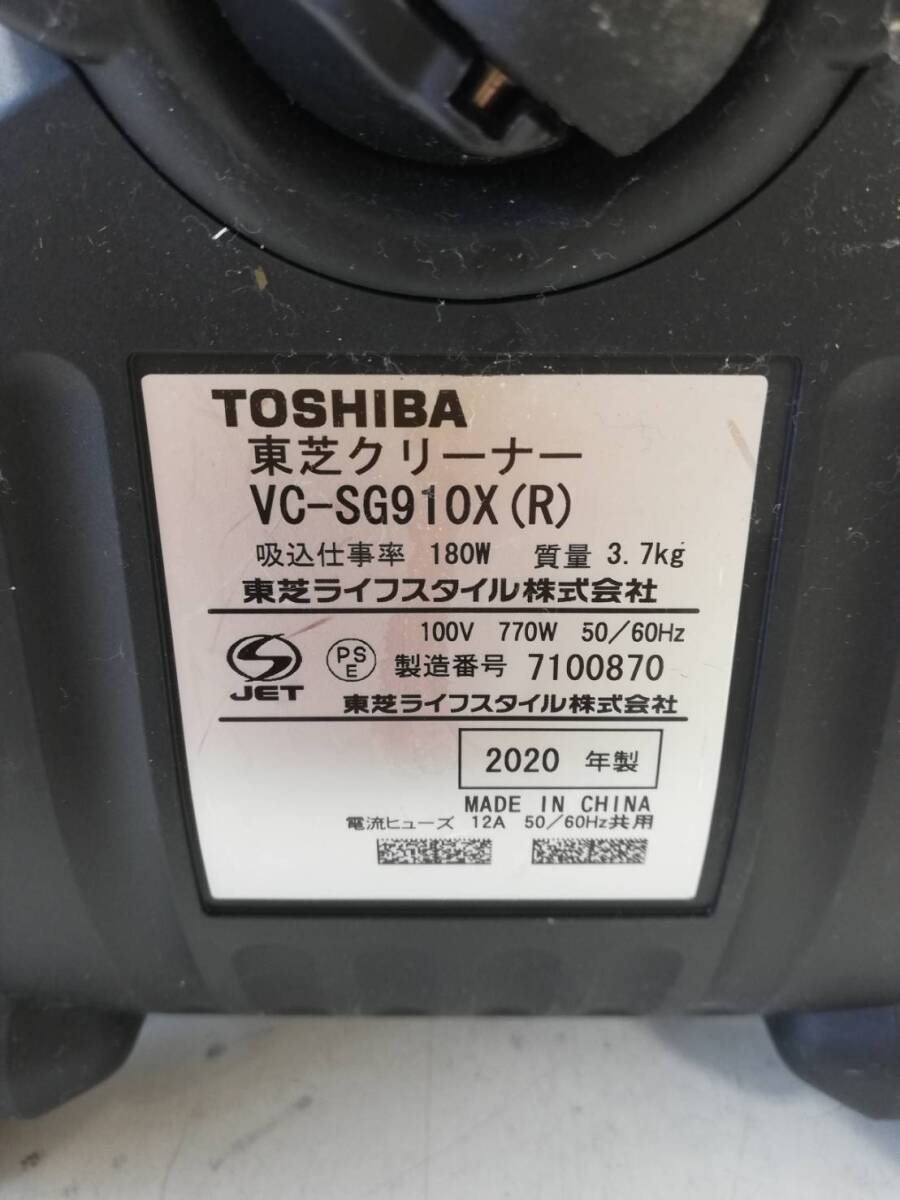 TOSHIBA
東芝クリーナー
VC-SG910X(R)
吸込仕事率 180W 質量 3.7kg
東芝ライフスタイル株式会社
100V 770W 50/60Hz
JET PSE 製造番号 7100870
東芝ライフスタイル株式会社
2020 年製
MADE IN CHINA
電流ヒューズ 12A 50/60Hz共用